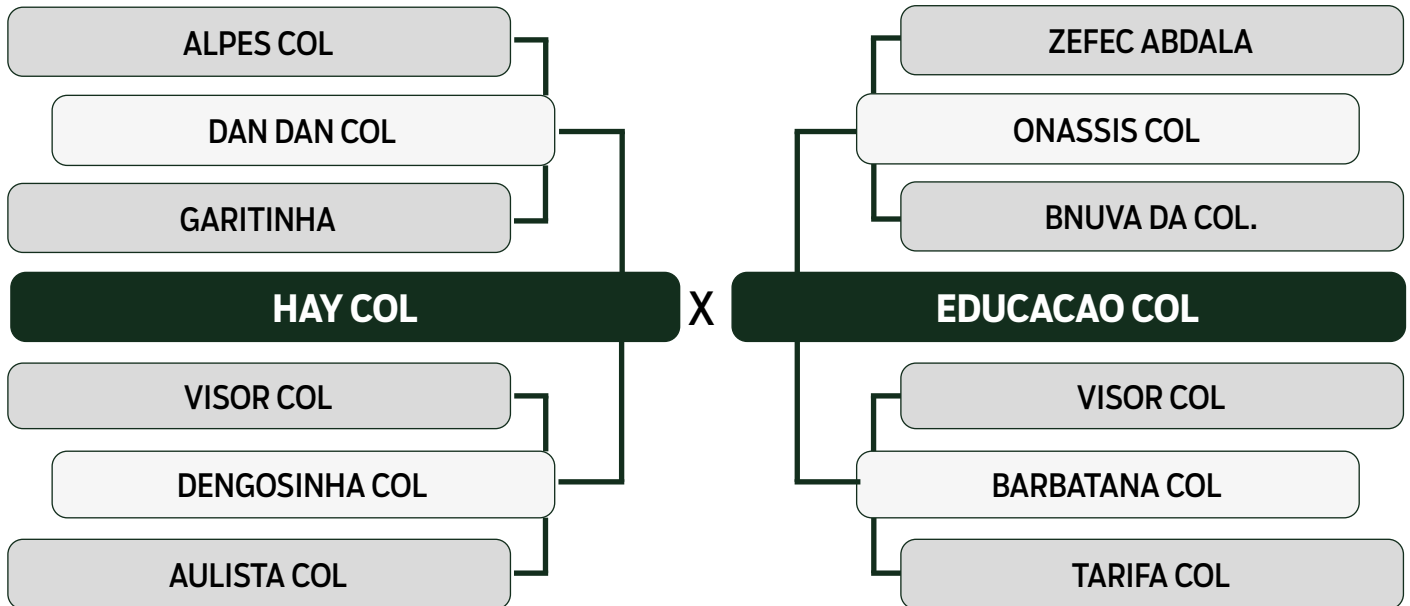 ALPES COL
DAN DAN COL
GARITINHA
HAY COL
VISOR COL
DENGOSINHA COL
AULISTA COL
X
ZEFEC ABDALA
ONASSIS COL
BNUVA DA COL.
EDUCACAO COL
VISOR COL
BARBATANA COL
TARIFA COL